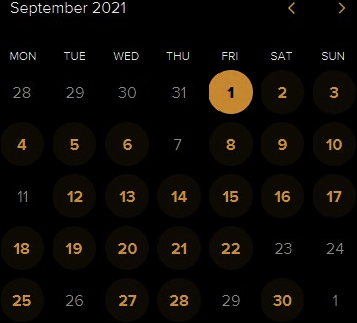 September 2021
MON TUE WED THU FRI SAT SUN
28 29 30 31 1 2 3
4 5 6 7 8 9 10
11 12 13 14 15 16 17
18 19 20 21 22 23 24
25 26 27 28 29 30 1